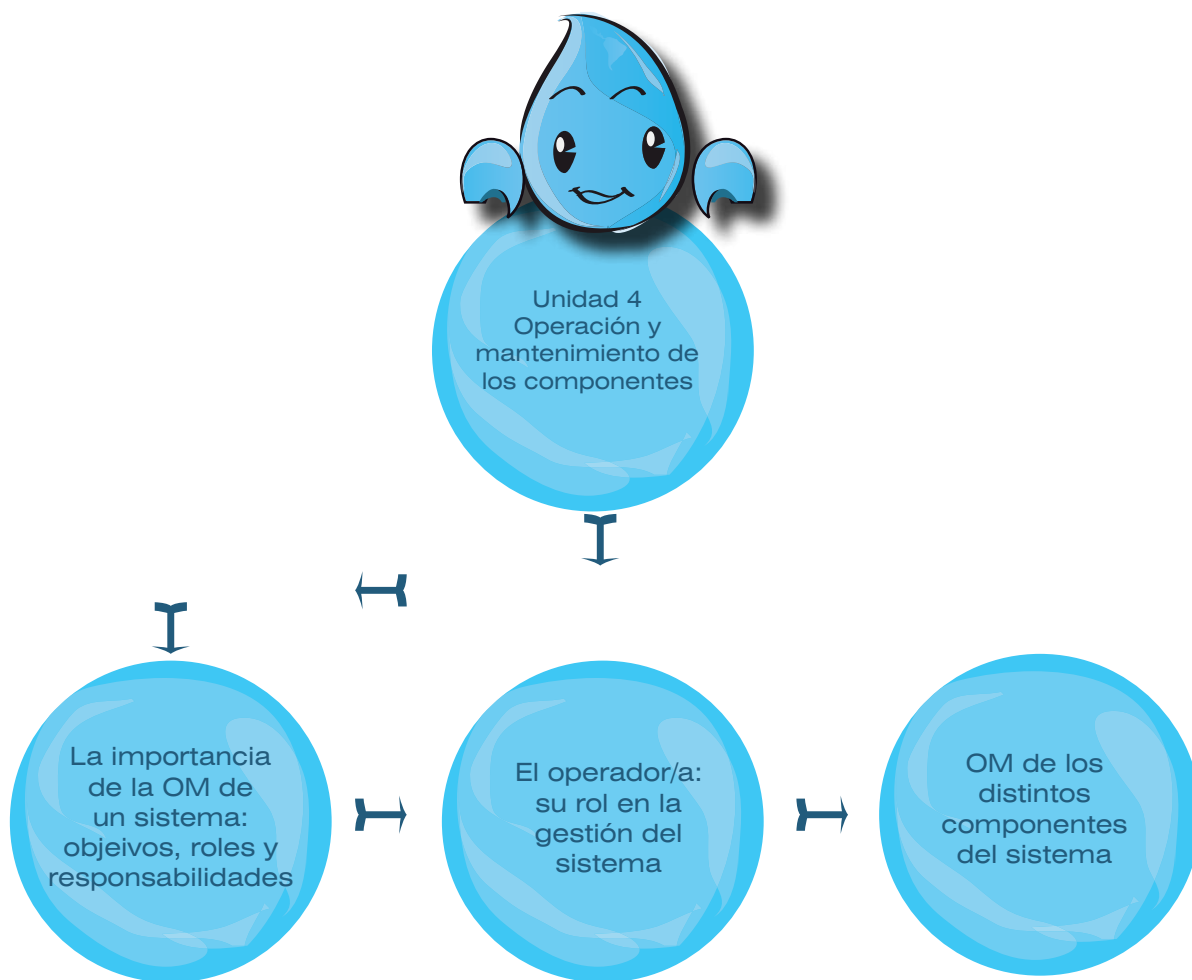 Unidad 4
Operación y
mantenimiento de
los componentes
La importancia
de la OM de
un sistema:
objeivos, roles y
responsabilidades
El operador/a:
su rol en la
gestión del
sistema
OM de los
distintos
componentes
del sistema